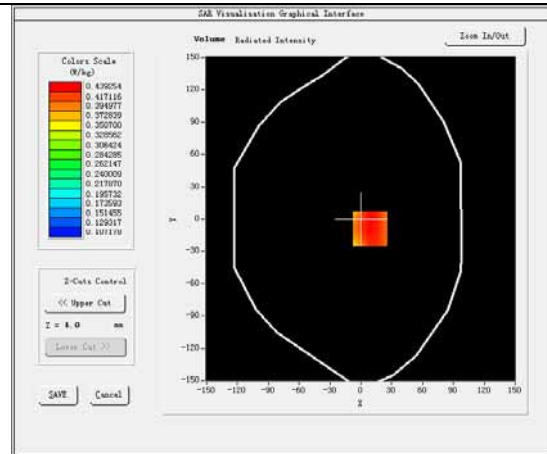 SAR Visualisation Graphical Interface
Volume Radiated Intensity
Zoom In/Out
Colors Scale
(W/kg)
0.439254
0.417116
0.394977
0.372839
0.350700
0.328562
0.306424
0.284285
0.262147
0.240009
0.217870
0.195732
0.173593
0.151455
0.129317
0.107178
150
120
90
60
30
0
-30
-60
-90
-120
-150
Y
-150 -120 -90 -60 -30 0 30 60 90 120 150
X
Z-Cuts Control
<< Upper Cut
Z = 4.0 mm
Lower Cut >>
SAVE
Cancel